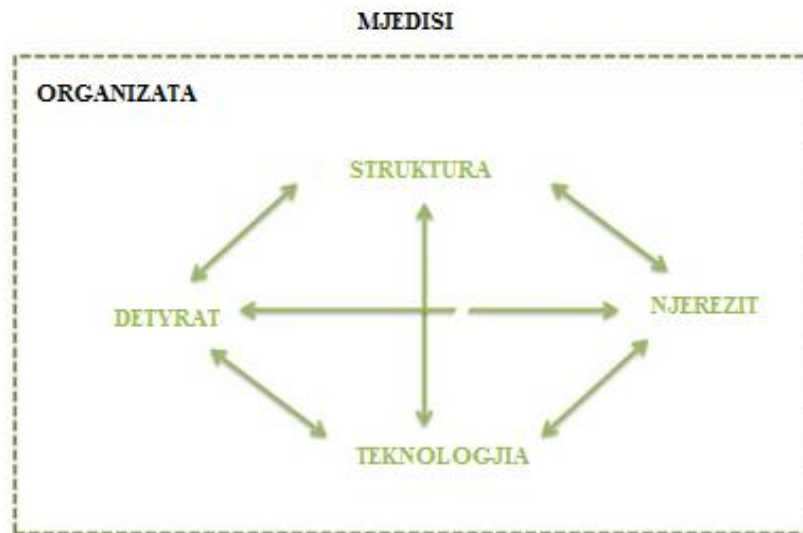 MJEDISI
ORGANIZATA
STRUKTURA
DETYRAT
NJEREZIT
TEKNOLOGJIA